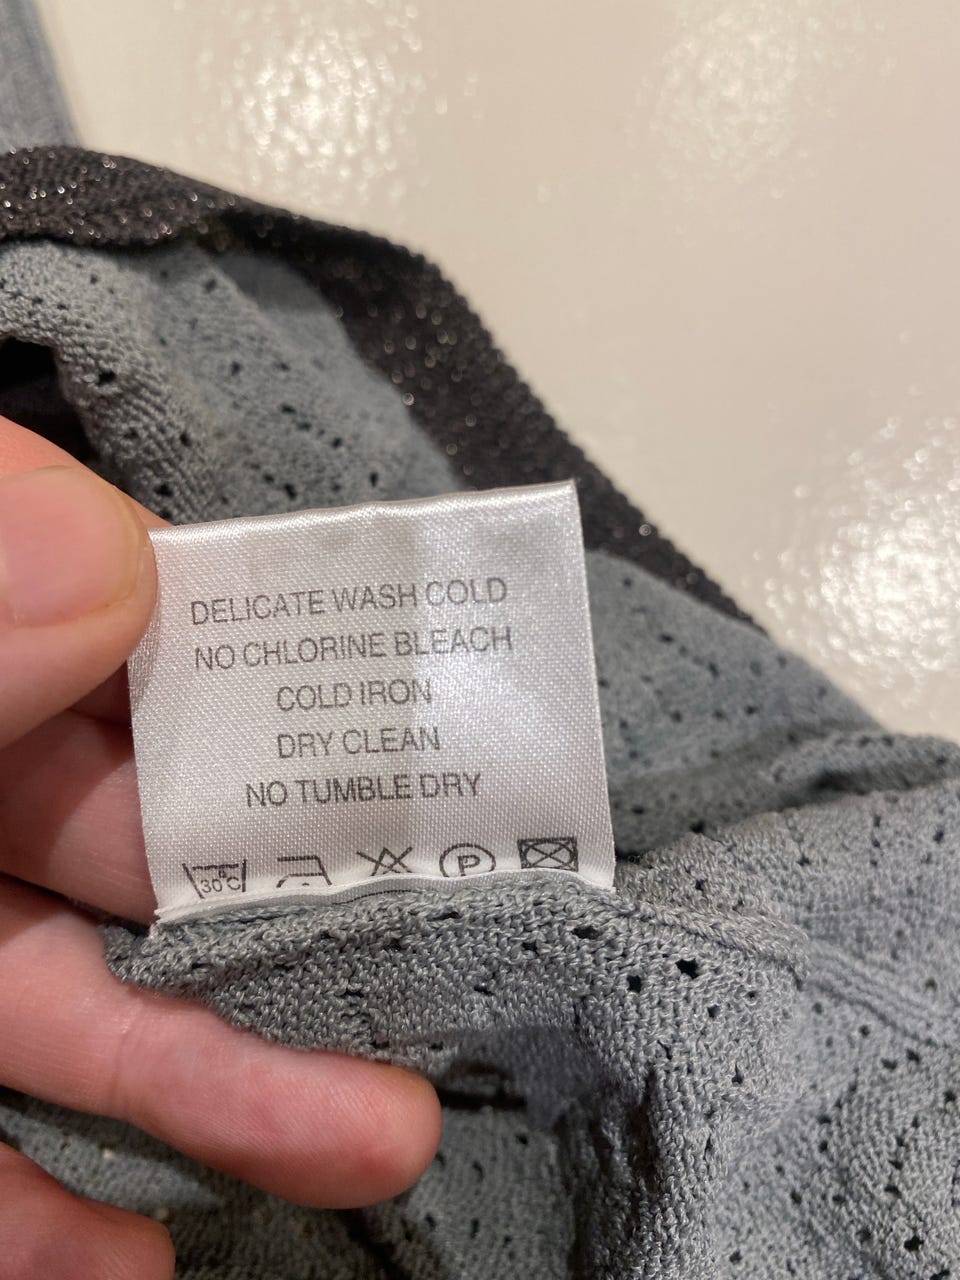 DELICATE WASH COLD
NO CHLORINE BLEACH
COLD IRON
DRY CLEAN
NO TUMBLE DRY
30°C P